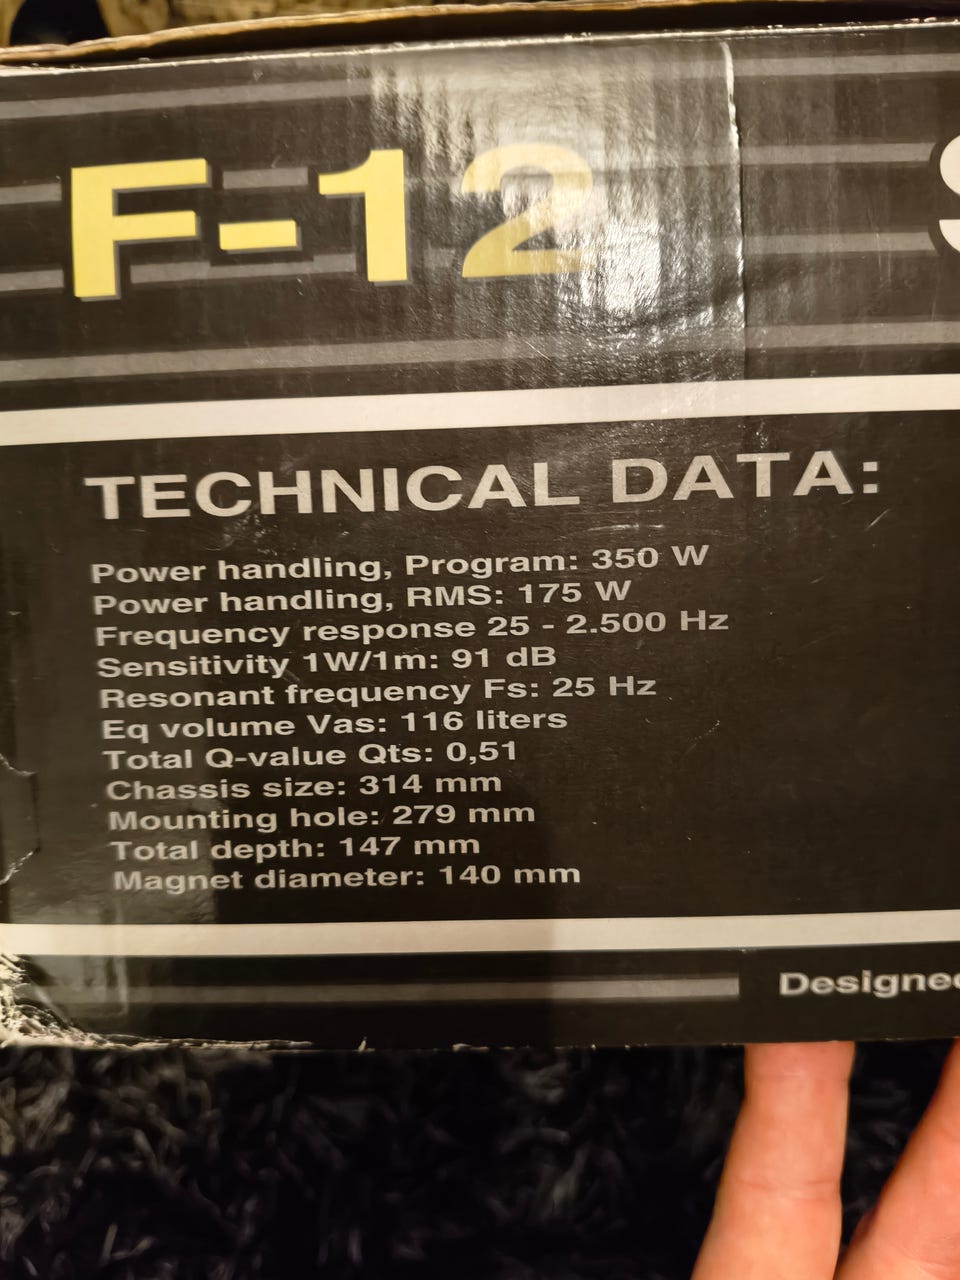 F-12
TECHNICAL DATA:
Power handling, Program: 350 W
Power handling, RMS: 175 W
Frequency response 25 - 2.500 Hz
Sensitivity 1W/1m: 91 dB
Resonant frequency Fs: 25 Hz
Eq volume Vas: 116 liters
Total Q-value Qts: 0,51
Chassis size: 314 mm
Mounting hole: 279 mm
Total depth: 147 mm
Magnet diameter: 140 mm